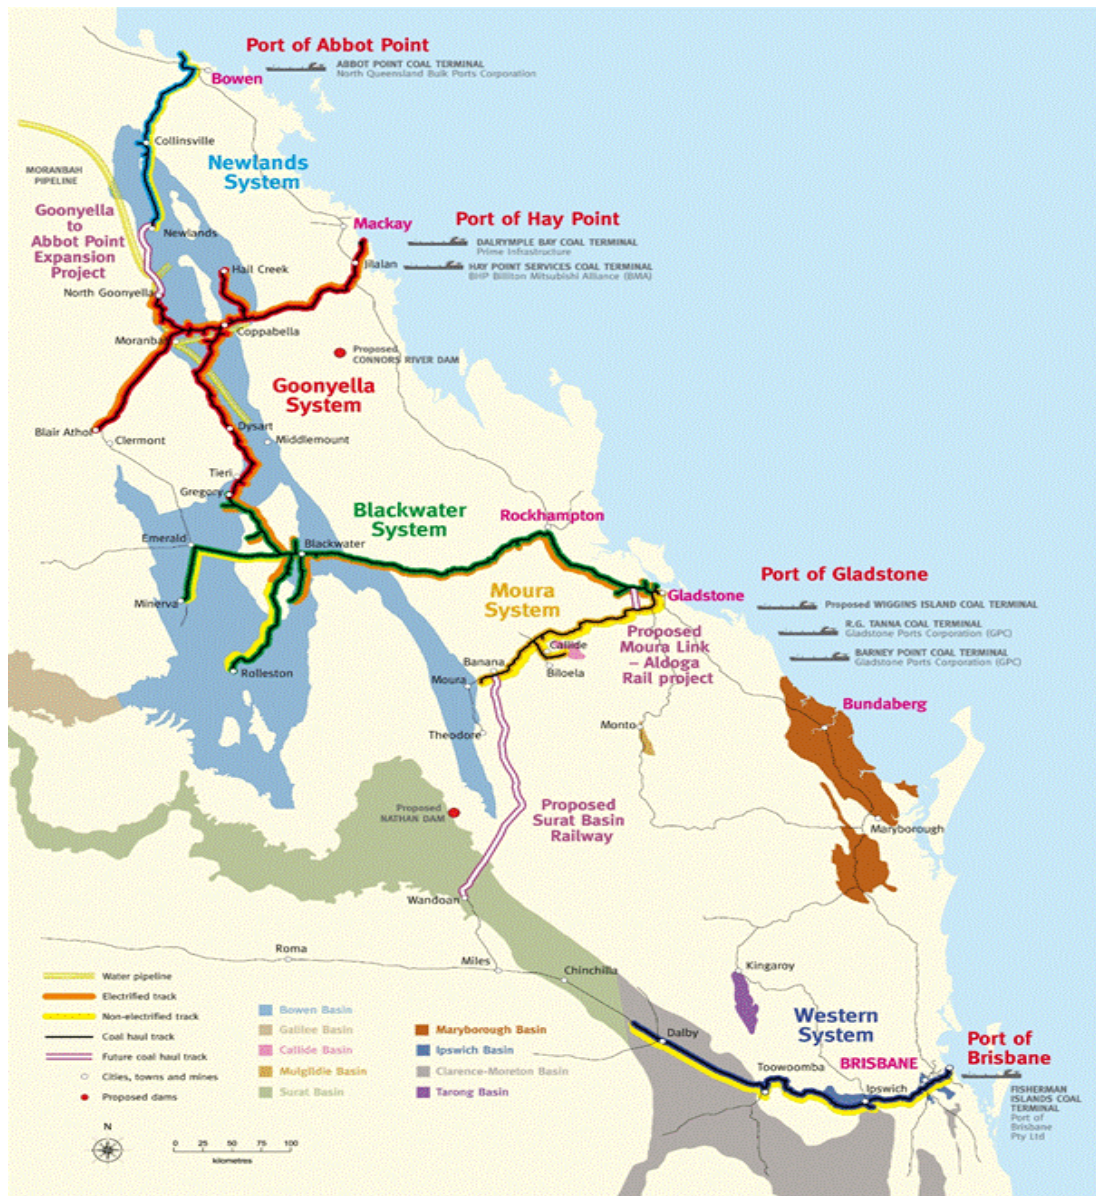 Port of Abbot Point
ABBOT POINT COAL TERMINAL
North Queensland Bulk Ports Corporation
Bowen
Collinsville
MORANBAH
PIPELINE
Newlands
System
Goonyella
to
Abbot Point
Expansion
Project
Newlands
Mackay
Port of Hay Point
DALRYMPLE BAY COAL TERMINAL
Prime Infrastructure
HAY POINT SERVICES COAL TERMINAL
BHP Billiton Mitsubishi Alliance (BMA)
Jilalan
Hail Creek
North Goonyella
Coppabella
Moranbah
Proposed
CONNORS RIVER DAM
Goonyella
System
Blair Athol
Clermont
Dysart
Middlemount
Tieri
Gregory
Blackwater
System
Rockhampton
Emerald
Blackwater
Minerva
Rolleston
Moura
System
Gladstone
Port of Gladstone
Proposed WIGGINS ISLAND COAL TERMINAL
R.G. TANNA COAL TERMINAL
Gladstone Ports Corporation (GPC)
BARNEY POINT COAL TERMINAL
Gladstone Ports Corporation (GPC)
Proposed
Moura Link
– Aldoga
Rail project
Callide
Banana
Biloela
Moura
Theodore
Monto
Bundaberg
Proposed
NATHAN DAM
Proposed
Surat Basin
Railway
Maryborough
Wandoan
Roma
Miles
Chinchilla
Kingaroy
Dalby
Western
System
Toowoomba
BRISBANE
Ipswich
Port of
Brisbane
FISHERMAN
ISLANDS COAL
TERMINAL
Port of
Brisbane
Pty Ltd
Water pipeline
Electrified track
Non-electrified track
Coal haul track
Future coal haul track
Cities, towns and mines
Proposed dams
Bowen Basin
Galilee Basin
Callide Basin
Mulgildie Basin
Surat Basin
Maryborough Basin
Ipswich Basin
Clarence-Moreton Basin
Tarong Basin
N
0 25 50 75 100
kilometres